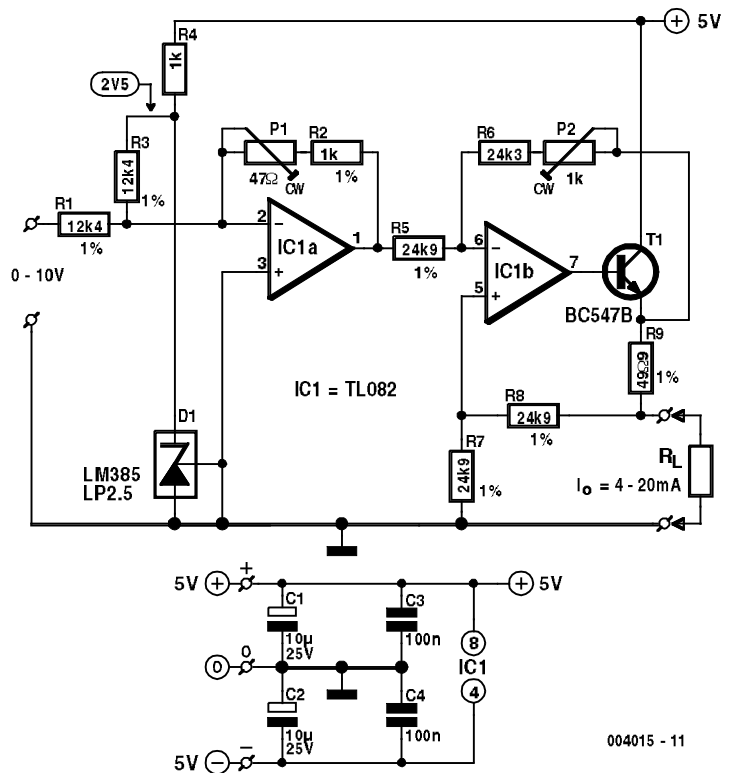 R4
1k
2V5
5V
R3
12k4
1%
P1
47Ω
CW
R2
1k
1%
R6
24k3
P2
CW
1k
R1
12k4
1%
0 - 10V
2
3
1
IC1a
R5
24k9
1%
6
5
7
IC1b
T1
BC547B
R9
49Ω9
1%
IC1 = TL082
R8
24k9
1%
R7
24k9
1%
D1
LM385
LP2.5
RL
Io = 4 - 20mA
5V
+
5V
C1
10µ
25V
C3
100n
8
IC1
4
0
0
C2
10µ
25V
C4
100n
5V
−
004015 - 11